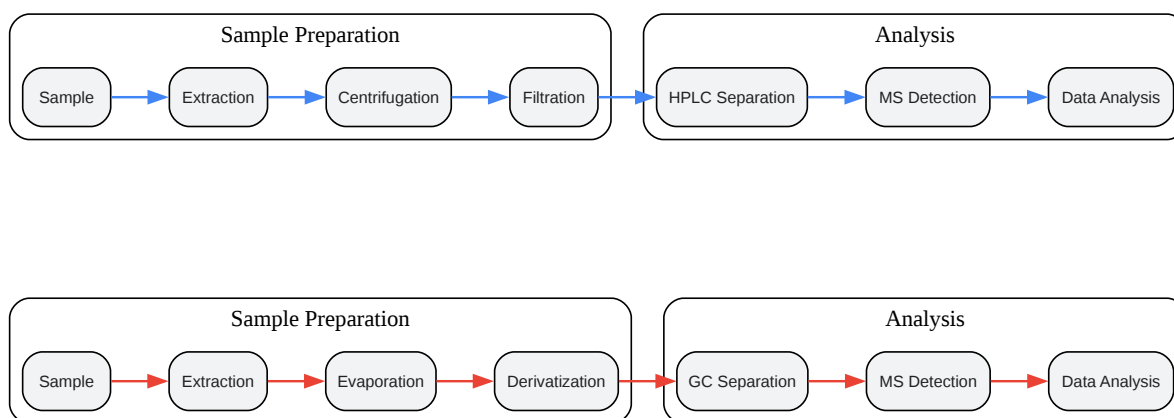 Sample Preparation
Analysis
Sample
Extraction
Centrifugation
Filtration
HPLC Separation
MS Detection
Data Analysis
Sample Preparation
Analysis
Sample
Extraction
Evaporation
Derivatization
GC Separation
MS Detection
Data Analysis